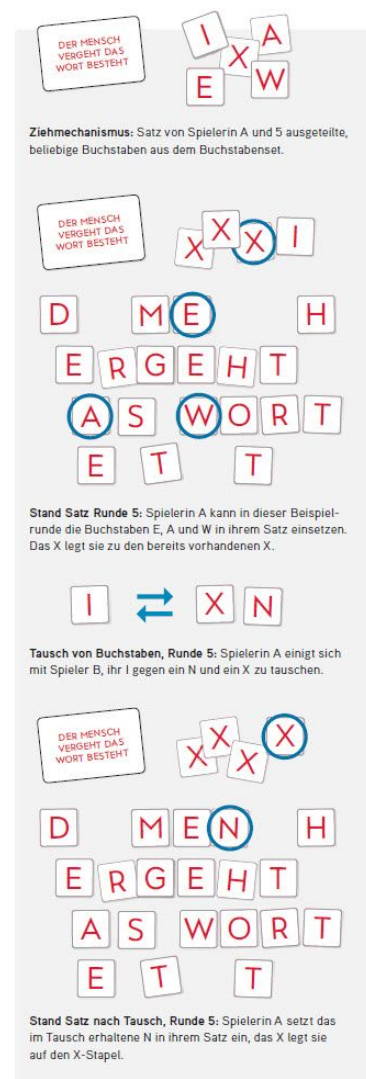 DER MENSCH
VERGEHT DAS
WORT BESTEHT
I X A
E W
Ziehmechanismus: Satz von Spielerin A und 5 ausgeteilte,
beliebige Buchstaben aus dem Buchstabenset.
DER MENSCH
VERGEHT DAS
WORT BESTEHT
X X X I
D M E H
E R G E H T
A S W O R T
E T T
Stand Satz Runde 5: Spielerin A kann in dieser Beispiel-
runde die Buchstaben E, A und W in ihrem Satz einsetzen.
Das X legt sie zu den bereits vorhandenen X.
I X N
Tausch von Buchstaben, Runde 5: Spielerin A einigt sich
mit Spieler B, ihr I gegen ein N und ein X zu tauschen.
DER MENSCH
VERGEHT DAS
WORT BESTEHT
X X X X
D M E N H
E R G E H T
A S W O R T
E T T
Stand Satz nach Tausch, Runde 5: Spielerin A setzt das
im Tausch erhaltene N in ihrem Satz ein, das X legt sie
auf den X-Stapel.